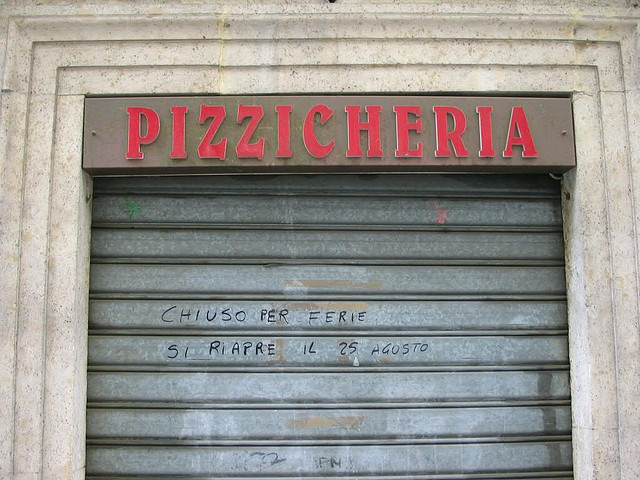 PIZZICHERIA
CHIUSO PER FERIE
SI RIAPRE IL 25 AGOSTO